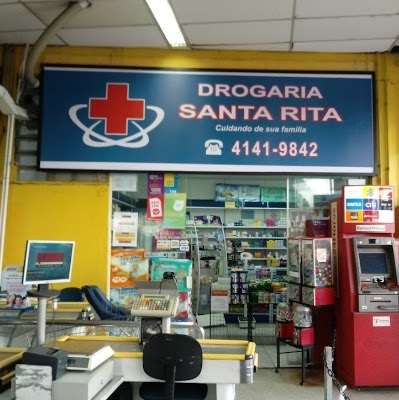 DROGARIA
SANTA RITA
Cuidando de sua família
4141-9842